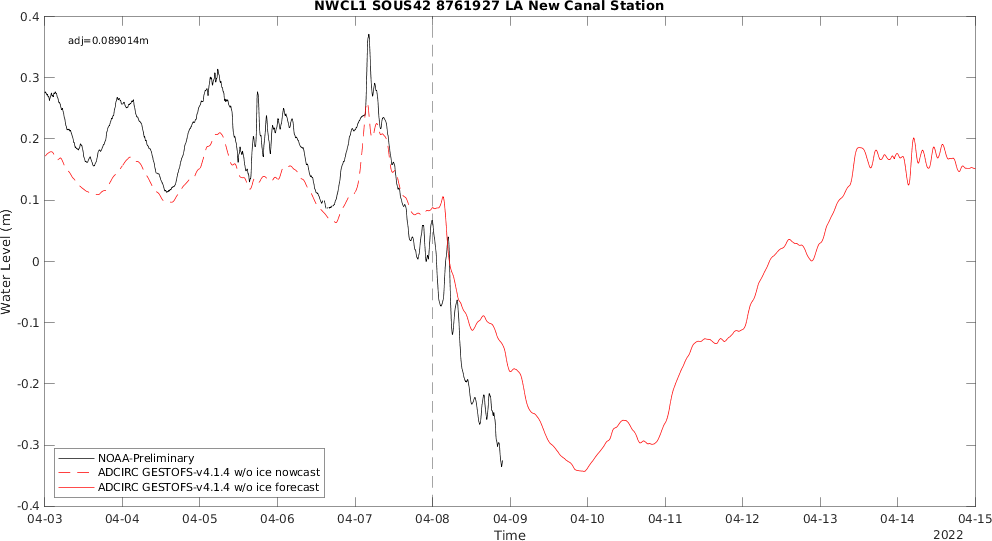 NWCL1 SOUS42 8761927 LA New Canal Station
adj=0.089014m
0.4
0.3
0.2
0.1
0
-0.1
-0.2
-0.3
-0.4
Water Level (m)
NOAA-Preliminary
ADCIRC GESTOFS-v4.1.4 w/o ice nowcast
ADCIRC GESTOFS-v4.1.4 w/o ice forecast
04-03 04-04 04-05 04-06 04-07 04-08 04-09 04-10 04-11 04-12 04-13 04-14 04-15
Time
2022